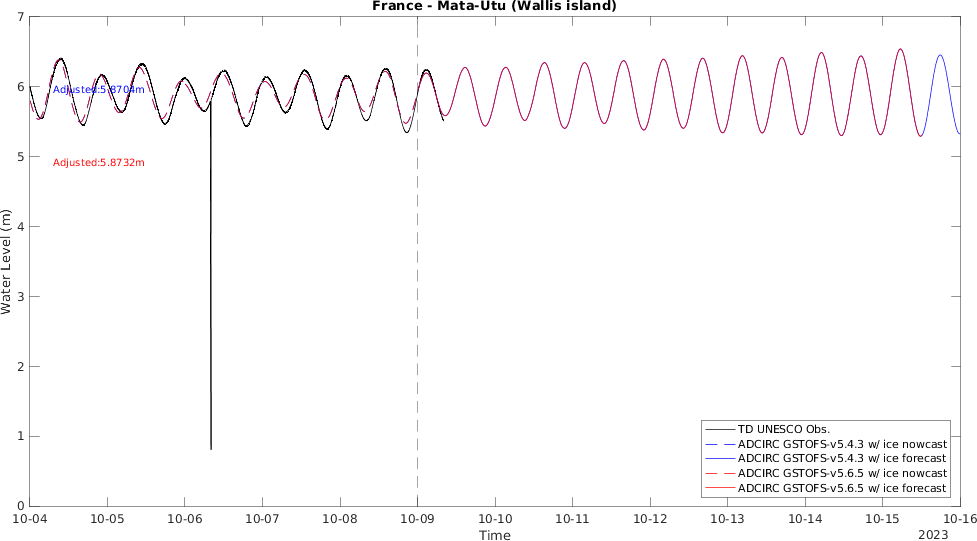 France - Mata-Utu (Wallis island)
7
6
5
4
3
2
1
0
Water Level (m)
Adjusted:5.8704m
Adjusted:5.8732m
TD UNESCO Obs.
ADCIRC GSTOFS-v5.4.3 w/ ice nowcast
ADCIRC GSTOFS-v5.4.3 w/ ice forecast
ADCIRC GSTOFS-v5.6.5 w/ ice nowcast
ADCIRC GSTOFS-v5.6.5 w/ ice forecast
10-04 10-05 10-06 10-07 10-08 10-09 10-10 10-11 10-12 10-13 10-14 10-15 10-16
Time
2023